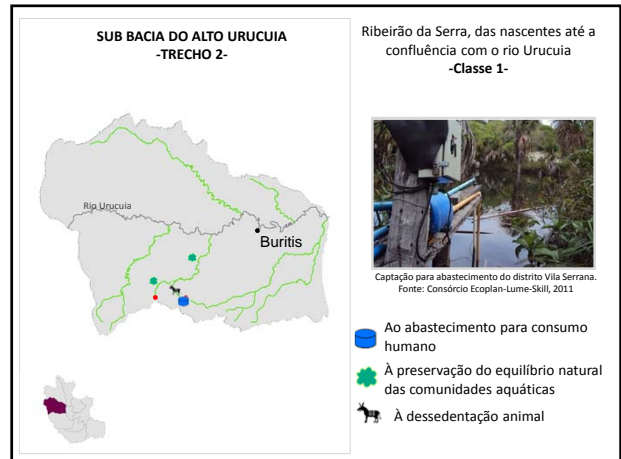 SUB BACIA DO ALTO URUCUIA
-TRECHO 2-
Rio Urucuia
Buritis
Ribeirão da Serra, das nascentes até a
confluência com o rio Urucuia
-Classe 1-
Captação para abastecimento do distrito Vila Serrana.
Fonte: Consórcio Ecoplan-Lume-Skill, 2011
Ao abastecimento para consumo
humano
À preservação do equilíbrio natural
das comunidades aquáticas
À dessedentação animal